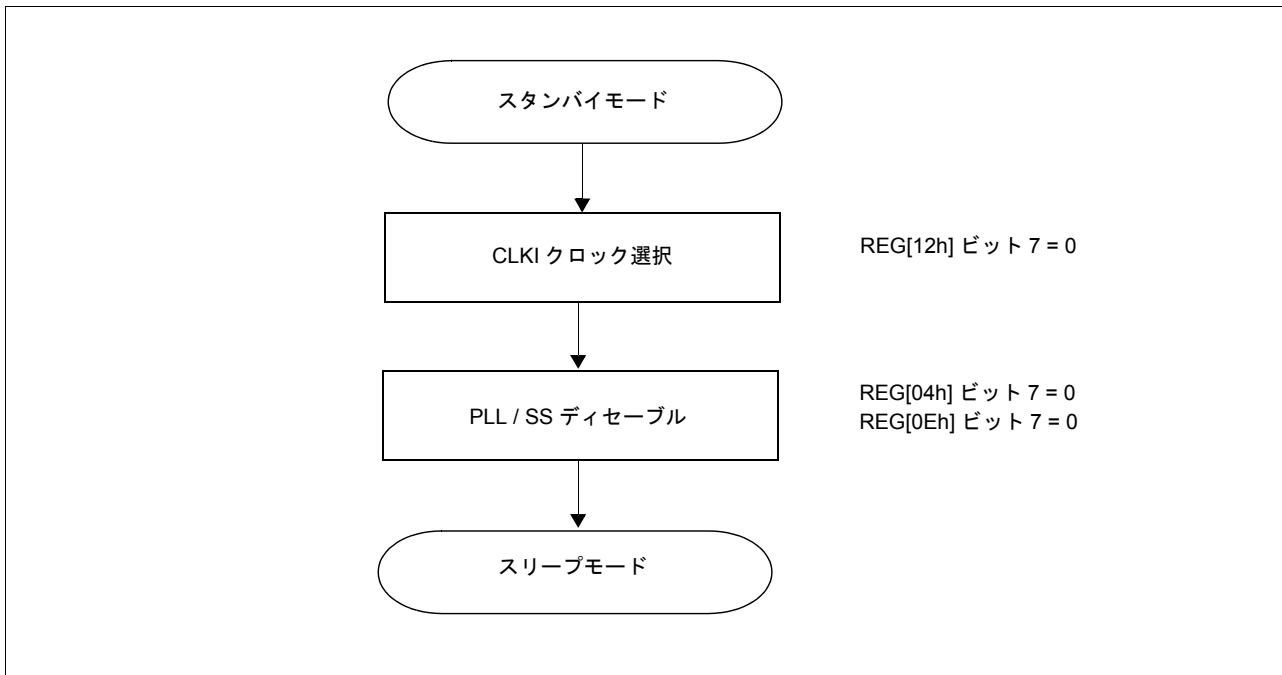 スタンバイモード
CLKI クロック選択
REG[12h] ビット 7 = 0
PLL / SS ディセーブル
REG[04h] ビット 7 = 0
REG[0Eh] ビット 7 = 0
スリープモード